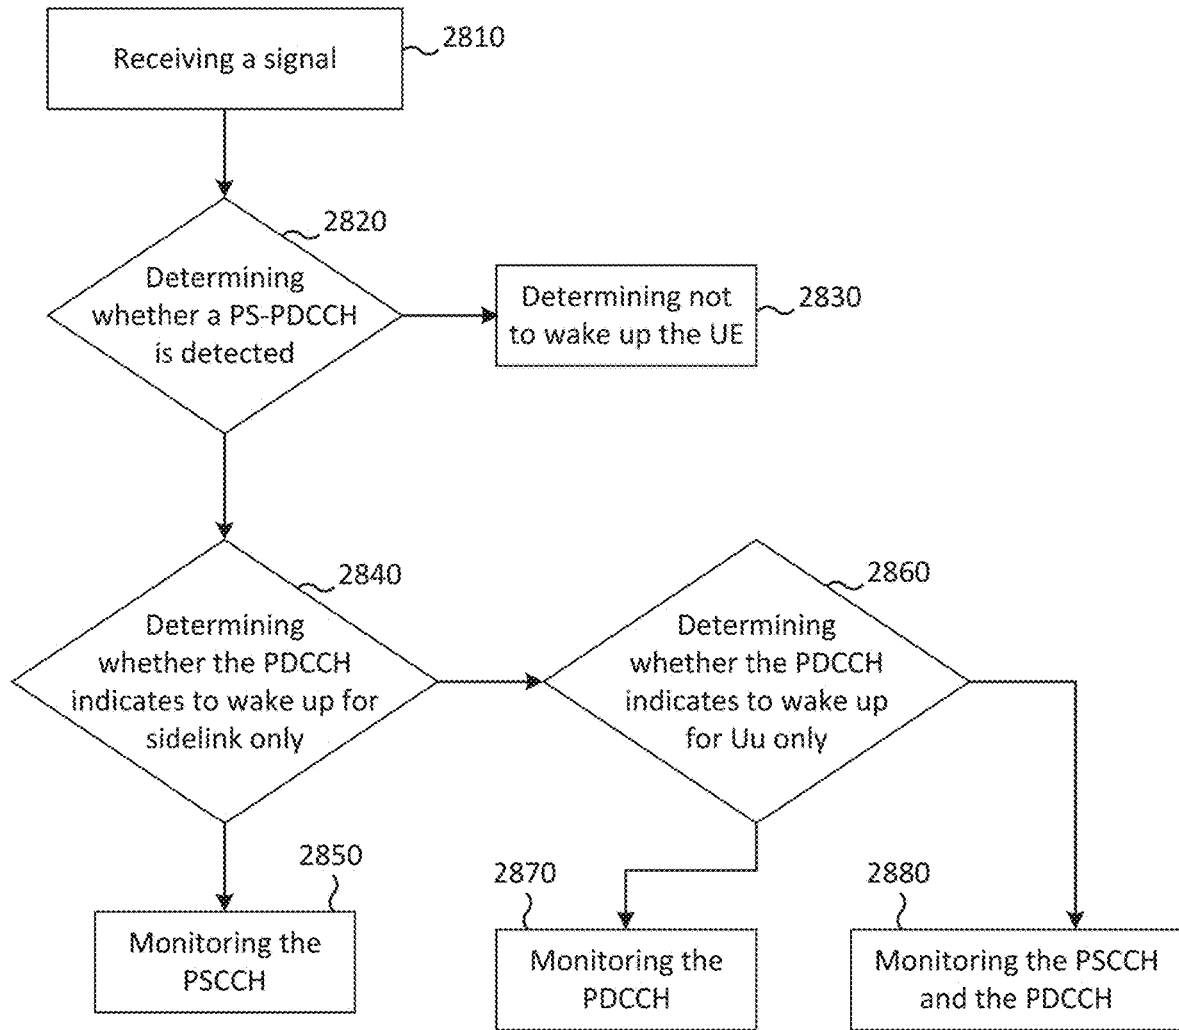 Receiving a signal
2810
2820
Determining
whether a PS-PDCCH
is detected
Determining not
to wake up the UE
2830
2840
Determining
whether the PDCCH
indicates to wake up for
sidelink only
2860
Determining
whether the PDCCH
indicates to wake up
for Uu only
2850
Monitoring the
PSCCH
2870
Monitoring the
PDCCH
2880
Monitoring the PSCCH
and the PDCCH